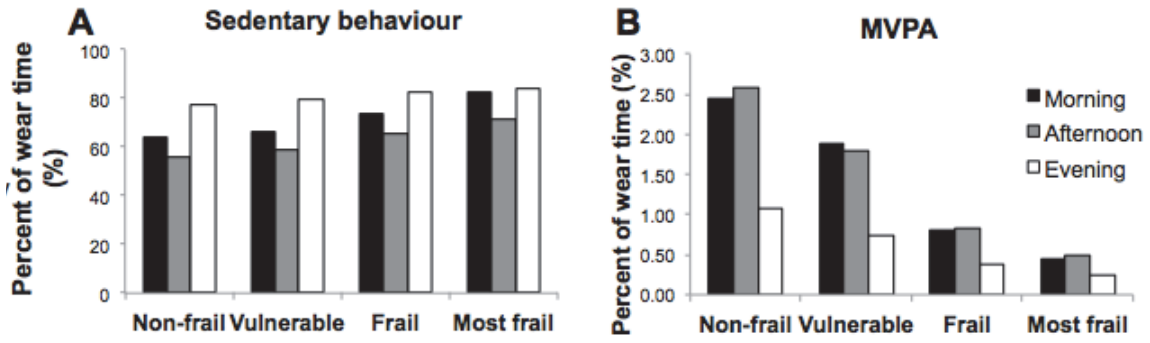 A Sedentary behaviour
Percent of wear time
(%)
100
80
60
40
20
0
Non-frail Vulnerable Frail Most frail
B MVPA
Percent of wear time (%)
3.00
2.50
2.00
1.50
1.00
0.50
0.00
Morning
Afternoon
Evening
Non-frail Vulnerable Frail Most frail